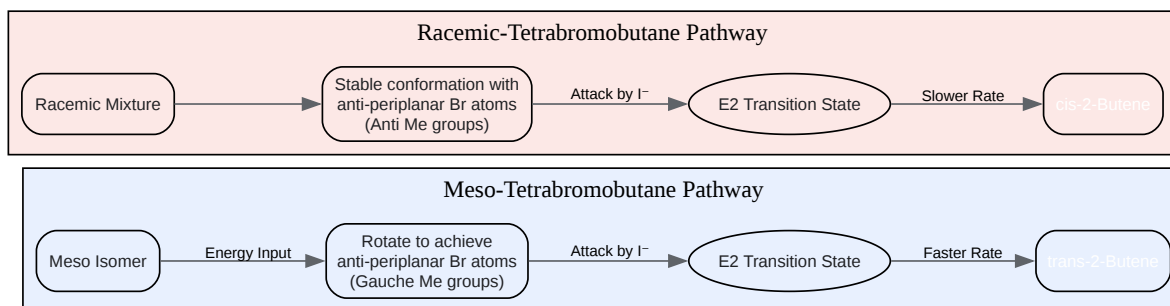 Racemic-Tetrabromobutane Pathway
Racemic Mixture
Stable conformation with
anti-periplanar Br atoms
(Anti Me groups)
Attack by I⁻
E2 Transition State
Slower Rate
cis-2-Butene
Meso-Tetrabromobutane Pathway
Meso Isomer
Energy Input
Rotate to achieve
anti-periplanar Br atoms
(Gauche Me groups)
Attack by I⁻
E2 Transition State
Faster Rate
trans-2-Butene